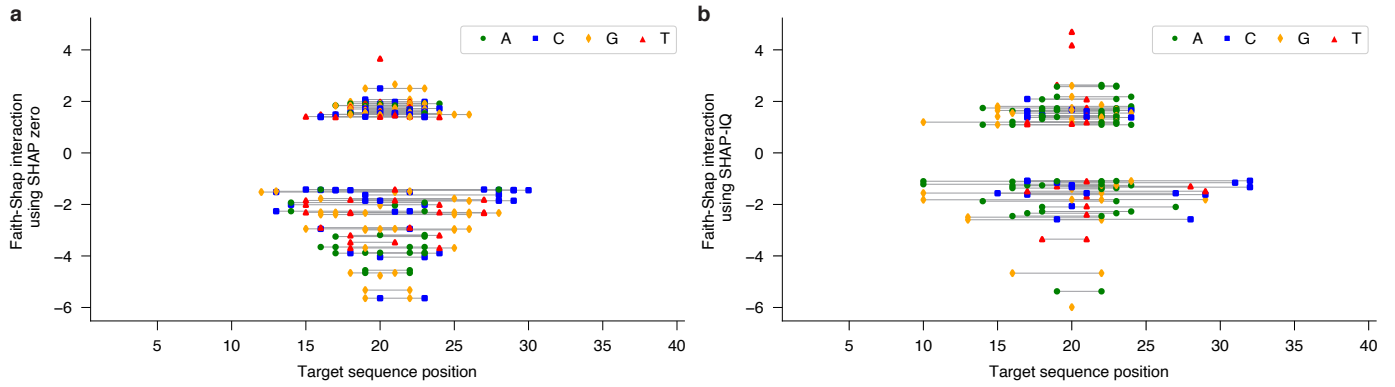 a
Faith-Shap interaction
using SHAP zero
4
2
0
−2
−4
−6
A C G T
5 10 15 20 25 30 35 40
Target sequence position
b
Faith-Shap interaction
using SHAP-IQ
4
2
0
−2
−4
−6
A C G T
5 10 15 20 25 30 35 40
Target sequence position